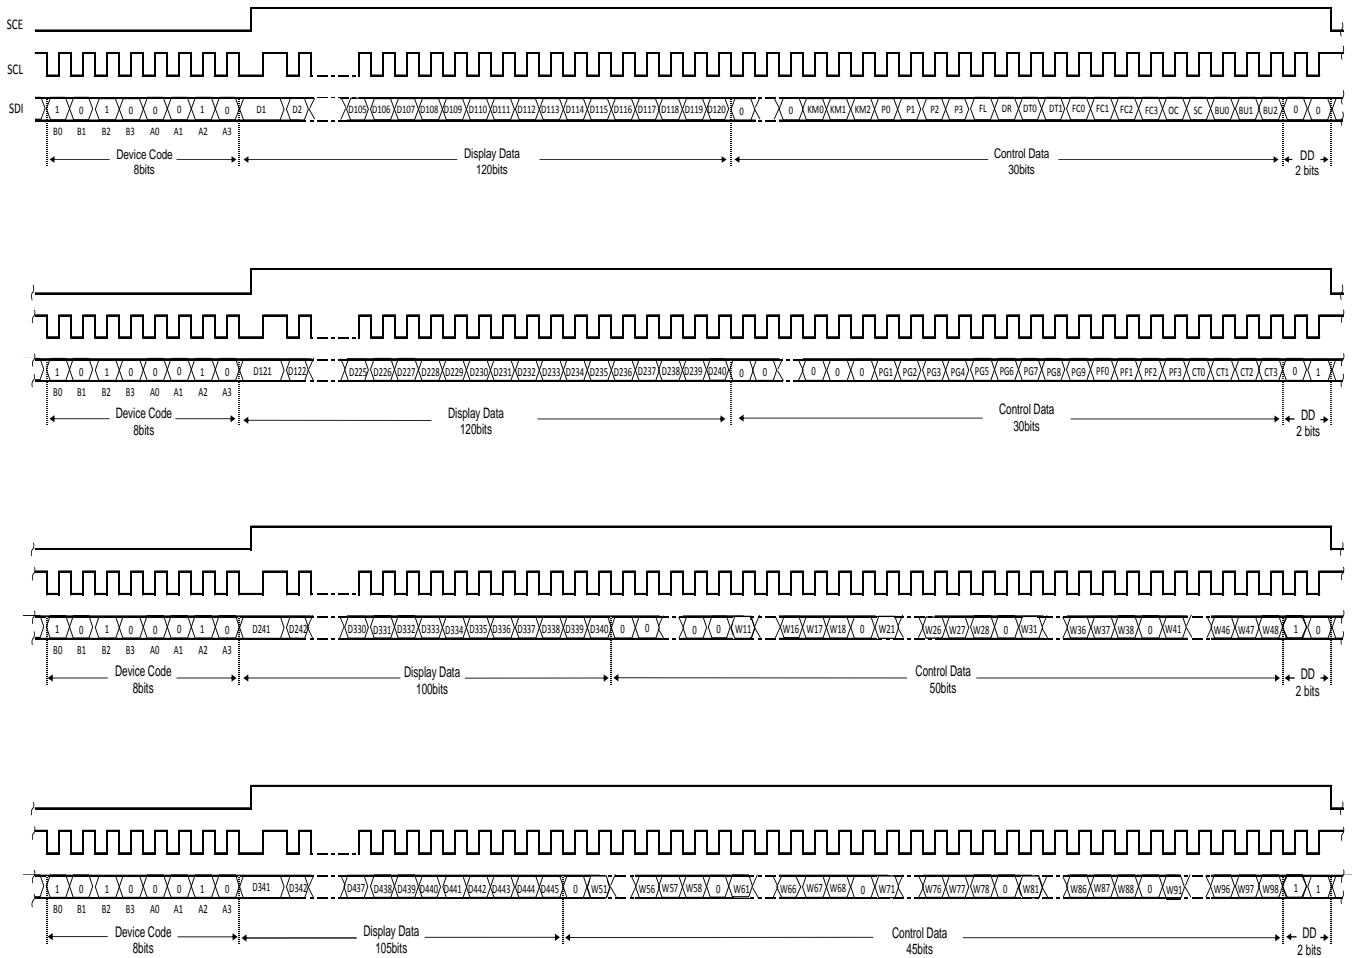 SCE
SCL
SDI 1 0 1 0 0 0 1 0 D1 D2 D105 D106 D107 D108 D109 D110 D111 D112 D113 D114 D115 D116 D117 D118 D119 D120 0 0 KM0 KM1 KM2 P0 P1 P2 P3 FL DR DT0 DT1 FC0 FC1 FC2 FC3 OC SC BU0 BU1 BU2 0 0
B0 B1 B2 B3 A0 A1 A2 A3
Device Code Display Data Control Data DD
8bits 120bits 30bits 2 bits
1 0 1 0 0 0 1 0 D121 D122 D225 D226 D227 D228 D229 D230 D231 D232 D233 D234 D235 D236 D237 D238 D239 D240 0 0 0 0 0 PG1 PG2 PG3 PG4 PG5 PG6 PG7 PG8 PG9 PF0 PF1 PF2 PF3 CT0 CT1 CT2 CT3 0 1
B0 B1 B2 B3 A0 A1 A2 A3
Device Code Display Data Control Data DD
8bits 120bits 30bits 2 bits
1 0 1 0 0 0 1 0 D241 D242 D330 D331 D332 D333 D334 D335 D336 D337 D338 D339 D340 0 0 0 0 W11 W16 W17 W18 0 W21 W26 W27 W28 0 W31 W36 W37 W38 0 W41 W46 W47 W48 1 0
B0 B1 B2 B3 A0 A1 A2 A3
Device Code Display Data Control Data DD
8bits 100bits 50bits 2 bits
1 0 1 0 0 0 1 0 D341 D342 D437 D438 D439 D440 D441 D442 D443 D444 D445 0 W51 W56 W57 W58 0 W61 W66 W67 W68 0 W71 W76 W77 W78 0 W81 W86 W87 W88 0 W91 W96 W97 W98 1 1
B0 B1 B2 B3 A0 A1 A2 A3
Device Code Display Data Control Data DD
8bits 105bits 45bits 2 bits